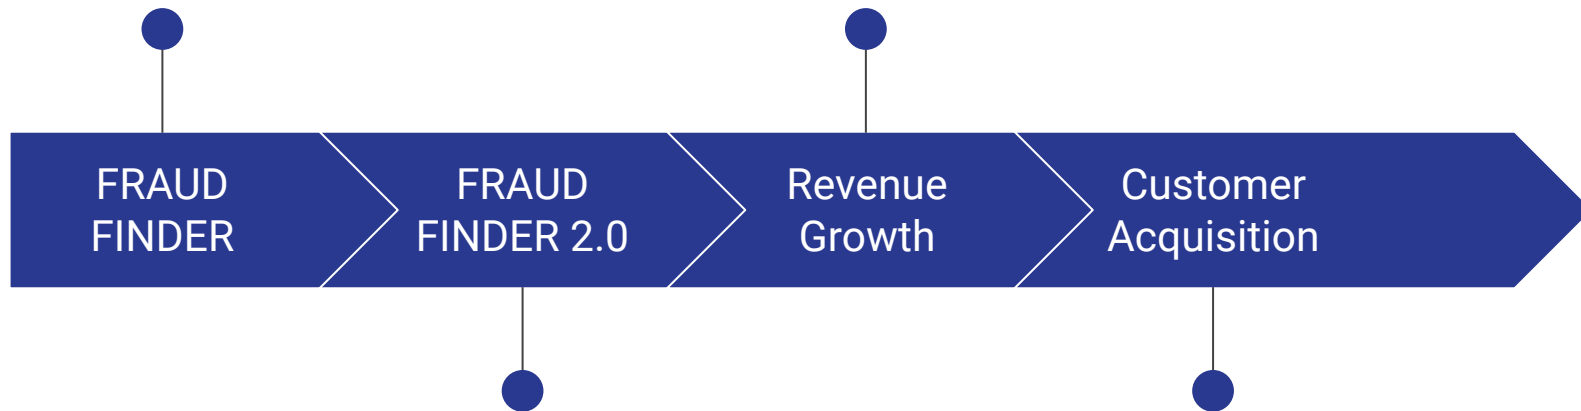 FRAUD
FINDER
FRAUD
FINDER 2.0
Revenue
Growth
Customer
Acquisition